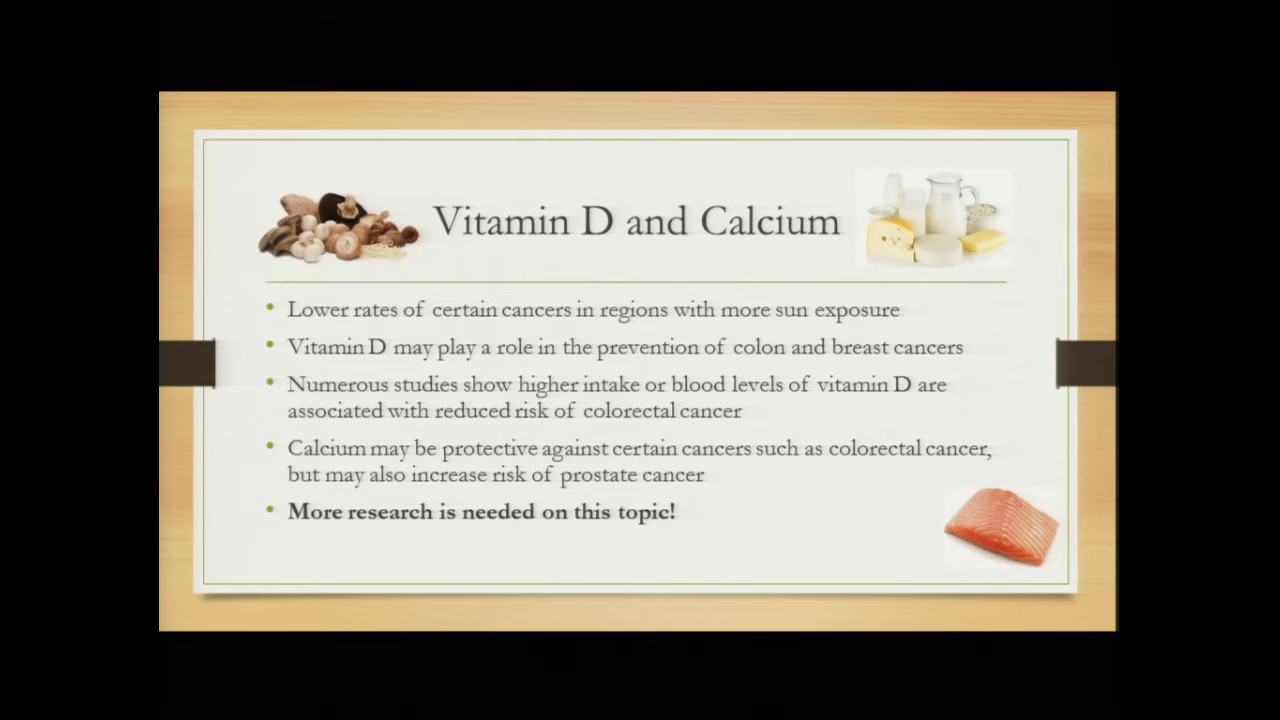 Vitamin D and Calcium
• Lower rates of certain cancers in regions with more sun exposure
• Vitamin D may play a role in the prevention of colon and breast cancers
• Numerous studies show higher intake or blood levels of vitamin D are
associated with reduced risk of colorectal cancer
• Calcium may be protective against certain cancers such as colorectal cancer,
but may also increase risk of prostate cancer
• More research is needed on this topic!